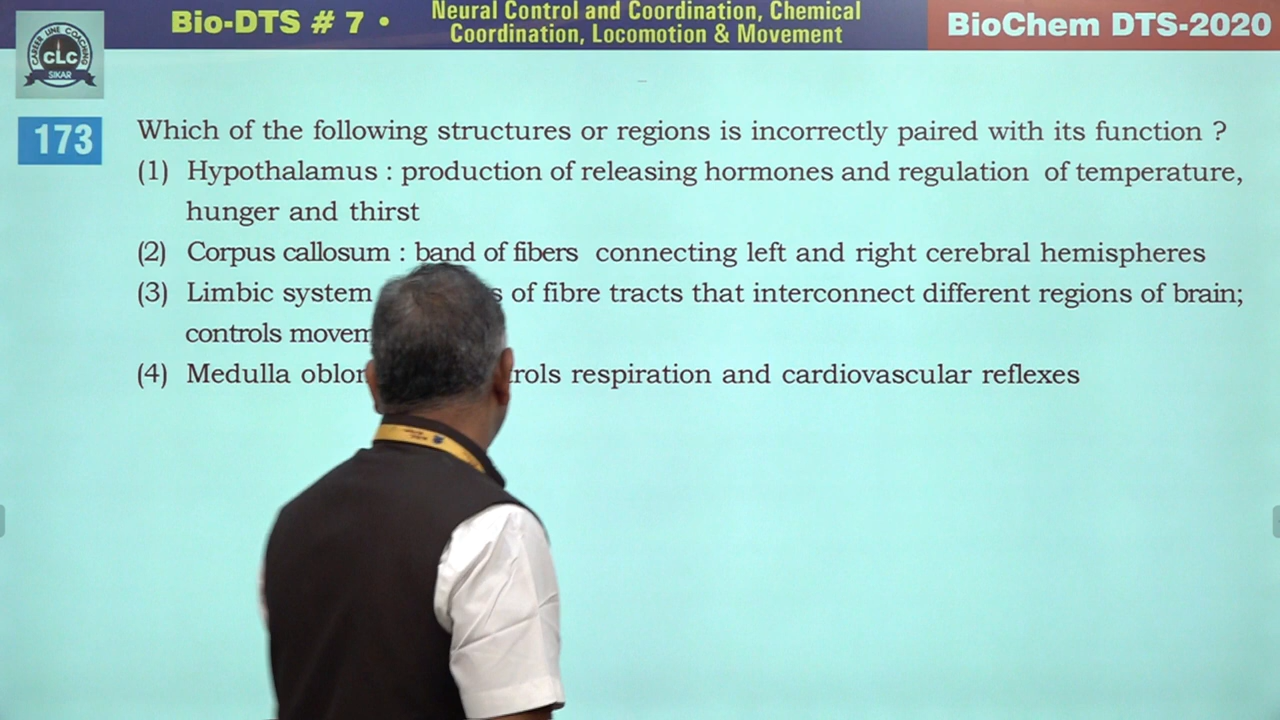 Bio-DTS # 7 •
Neural Control and Coordination, Chemical
Coordination, Locomotion & Movement
BioChem DTS-2020
CAREER LINE COACHING
CLC
SIKAR
173
Which of the following structures or regions is incorrectly paired with its function ?
(1) Hypothalamus : production of releasing hormones and regulation of temperature,
hunger and thirst
(2) Corpus callosum : band of fibers connecting left and right cerebral hemispheres
(3) Limbic system of fibre tracts that interconnect different regions of brain;
controls
(4) Medulla respiration and cardiovascular reflexes